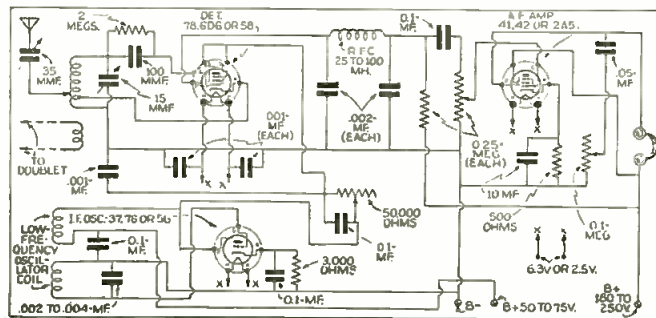 2
MEGS.
DET.
78,6D6 OR 58
0.1-
MF.
A.F. AMP.
41,42 OR 2A5
35
MMF.
100
MMF.
15
MMF.
R F C
25 TO 100
MH.
.05-
MF.
.001-
MF.
(EACH)
.002-
MF.
(EACH)
0.25-
MEG
(EACH)
TO
DOUBLET
.001-
MF.
X X
X X
10 MF.
500
OHMS
0.1-
MEG.
50,000
OHMS
I.F. OSC.-37,76 OR 56
LOW-
FRE-
QUENCY
OSCIL-
LATOR
COIL
0.1-
MF.
0.1-
MF.
3,000
OHMS
X X
6.3V OR 2.5V.
.002 TO 0.004-MF.
0.1-MF.
B-
B+50 TO 75V.
B+
180 TO
250V.